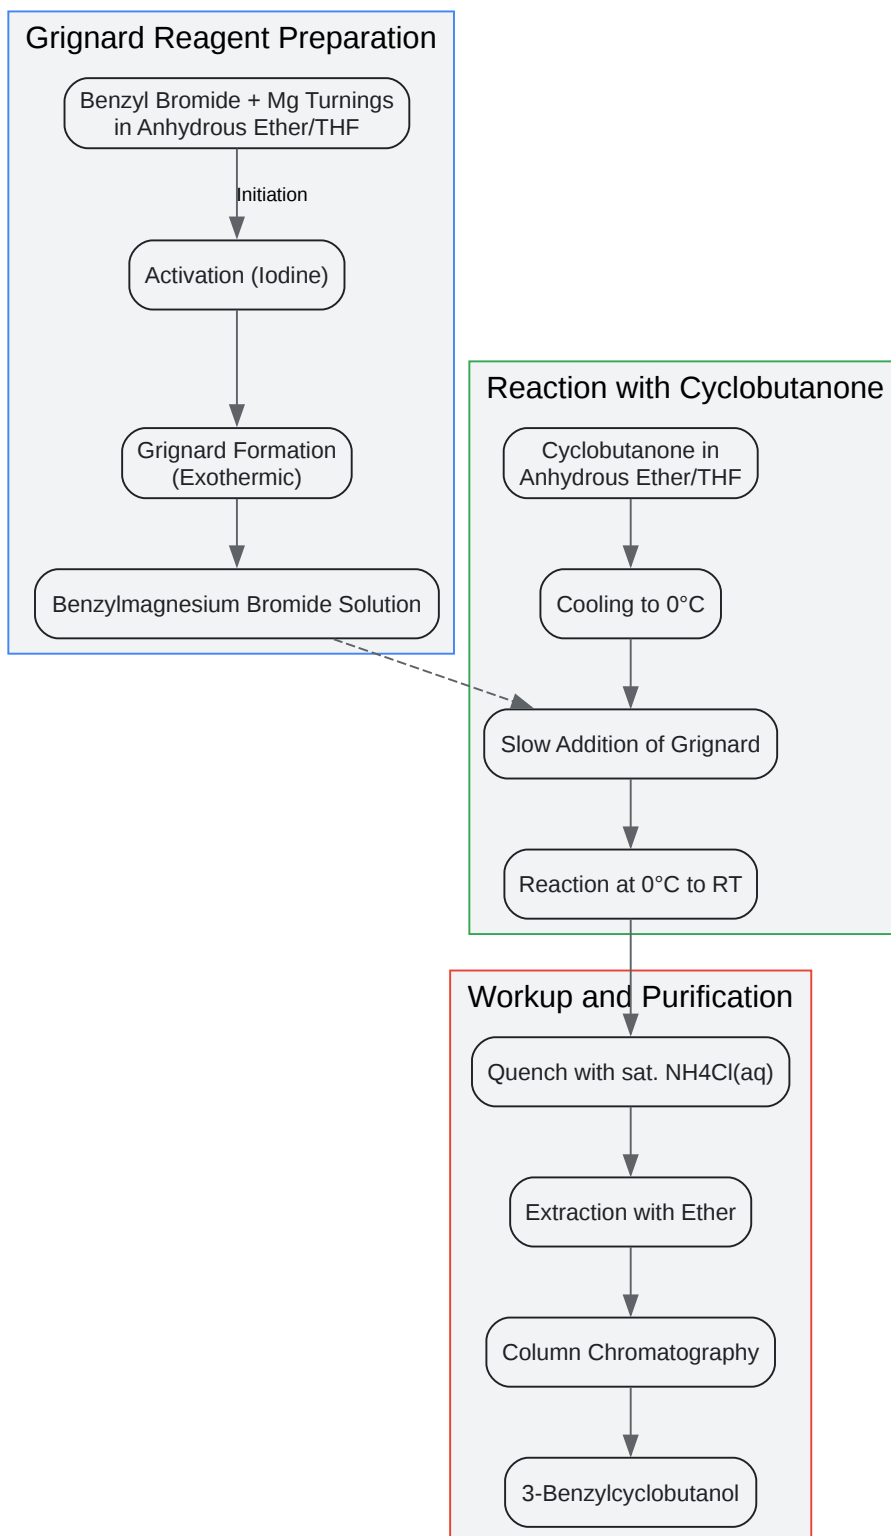 Grignard Reagent Preparation
Benzyl Bromide + Mg Turnings
in Anhydrous Ether/THF
Initiation
Activation (Iodine)
Grignard Formation
(Exothermic)
Benzylmagnesium Bromide Solution
Reaction with Cyclobutanone
Cyclobutanone in
Anhydrous Ether/THF
Cooling to 0°C
Slow Addition of Grignard
Reaction at 0°C to RT
Workup and Purification
Quench with sat. NH4Cl(aq)
Extraction with Ether
Column Chromatography
3-Benzylcyclobutanol